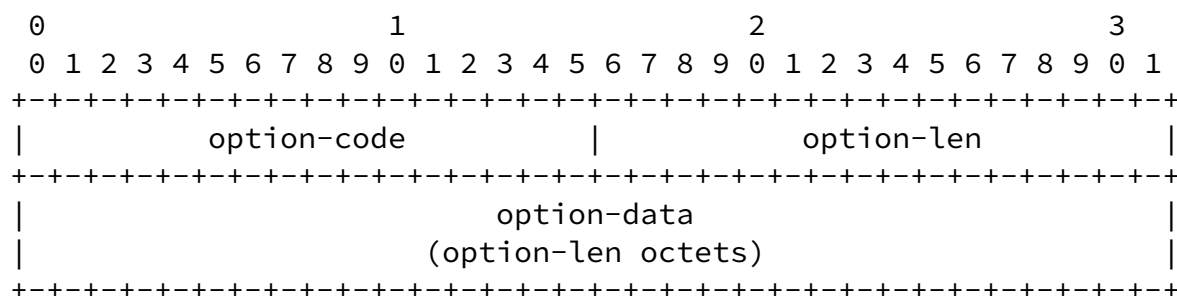 0                   1                   2                   3
 0 1 2 3 4 5 6 7 8 9 0 1 2 3 4 5 6 7 8 9 0 1 2 3 4 5 6 7 8 9 0 1
+-+-+-+-+-+-+-+-+-+-+-+-+-+-+-+-+-+-+-+-+-+-+-+-+-+-+-+-+-+-+-+-+
|          option-code          |           option-len          |
+-+-+-+-+-+-+-+-+-+-+-+-+-+-+-+-+-+-+-+-+-+-+-+-+-+-+-+-+-+-+-+-+
|                          option-data                          |
|                      (option-len octets)                      |
+-+-+-+-+-+-+-+-+-+-+-+-+-+-+-+-+-+-+-+-+-+-+-+-+-+-+-+-+-+-+-+-+